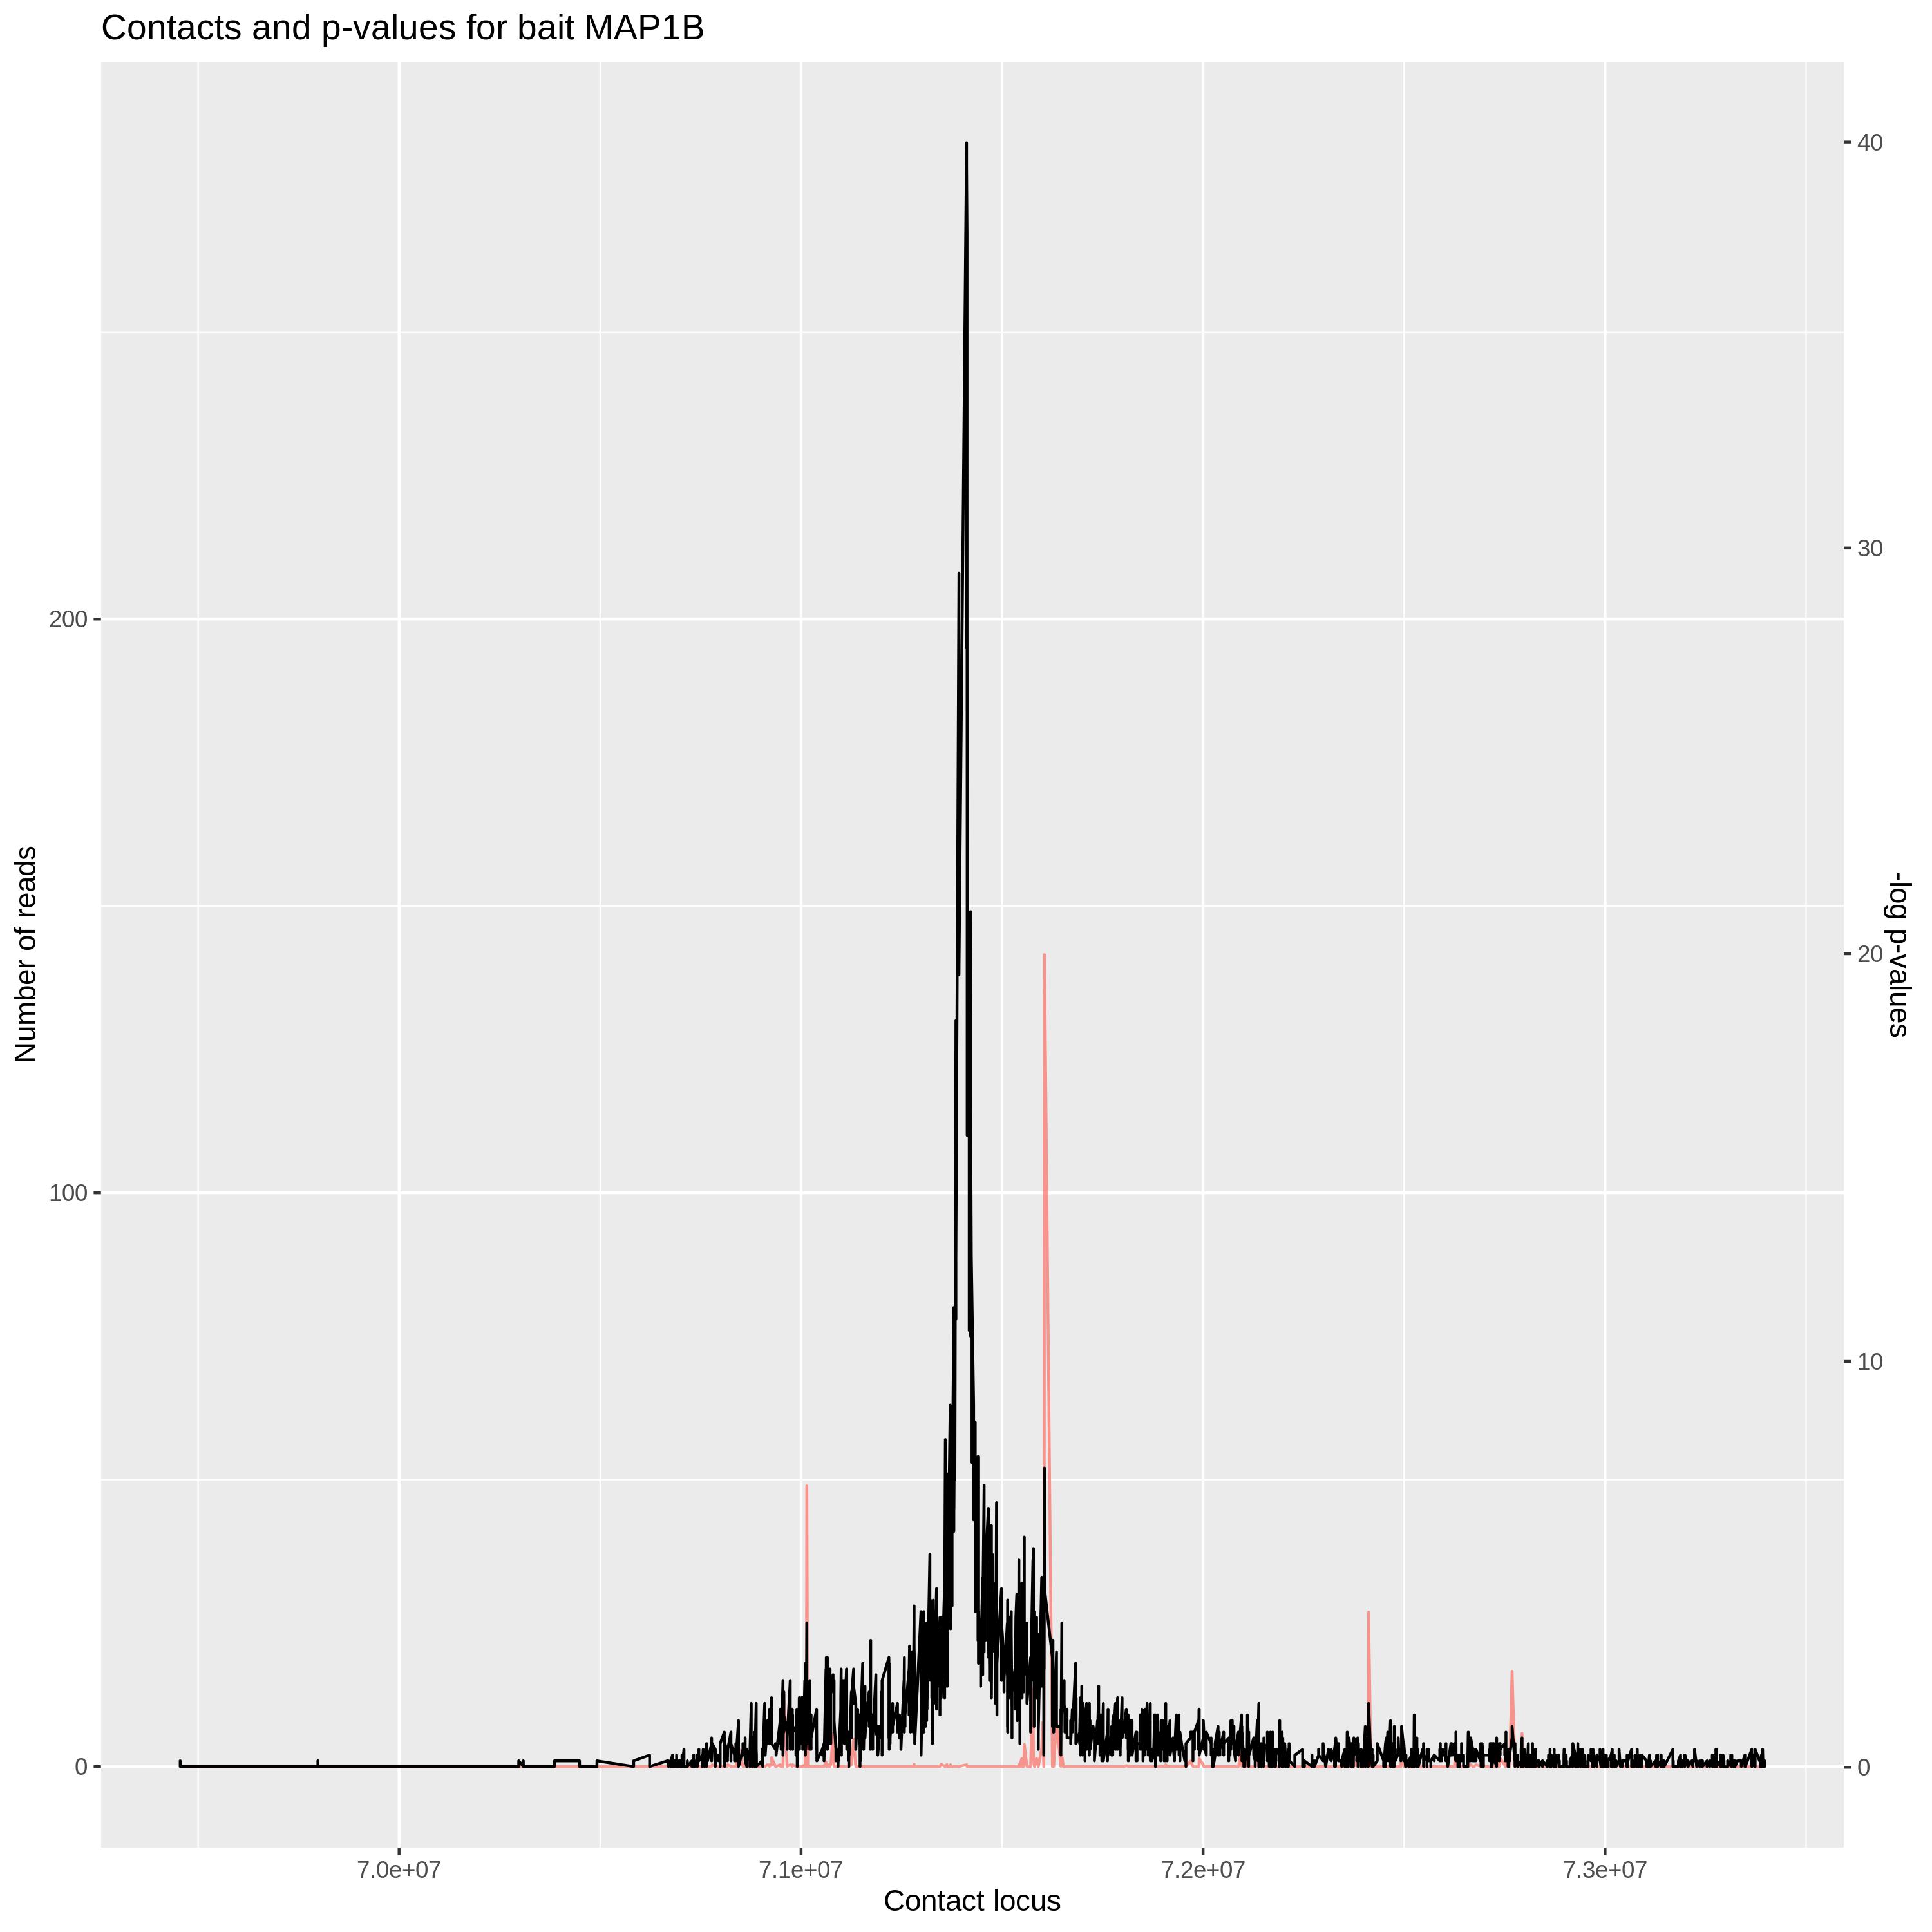 Contacts and p-values for bait MAP1B
Number of reads
200
100
0
40
30
20
10
0
-log p-values
7.0e+07
7.1e+07
7.2e+07
7.3e+07
Contact locus